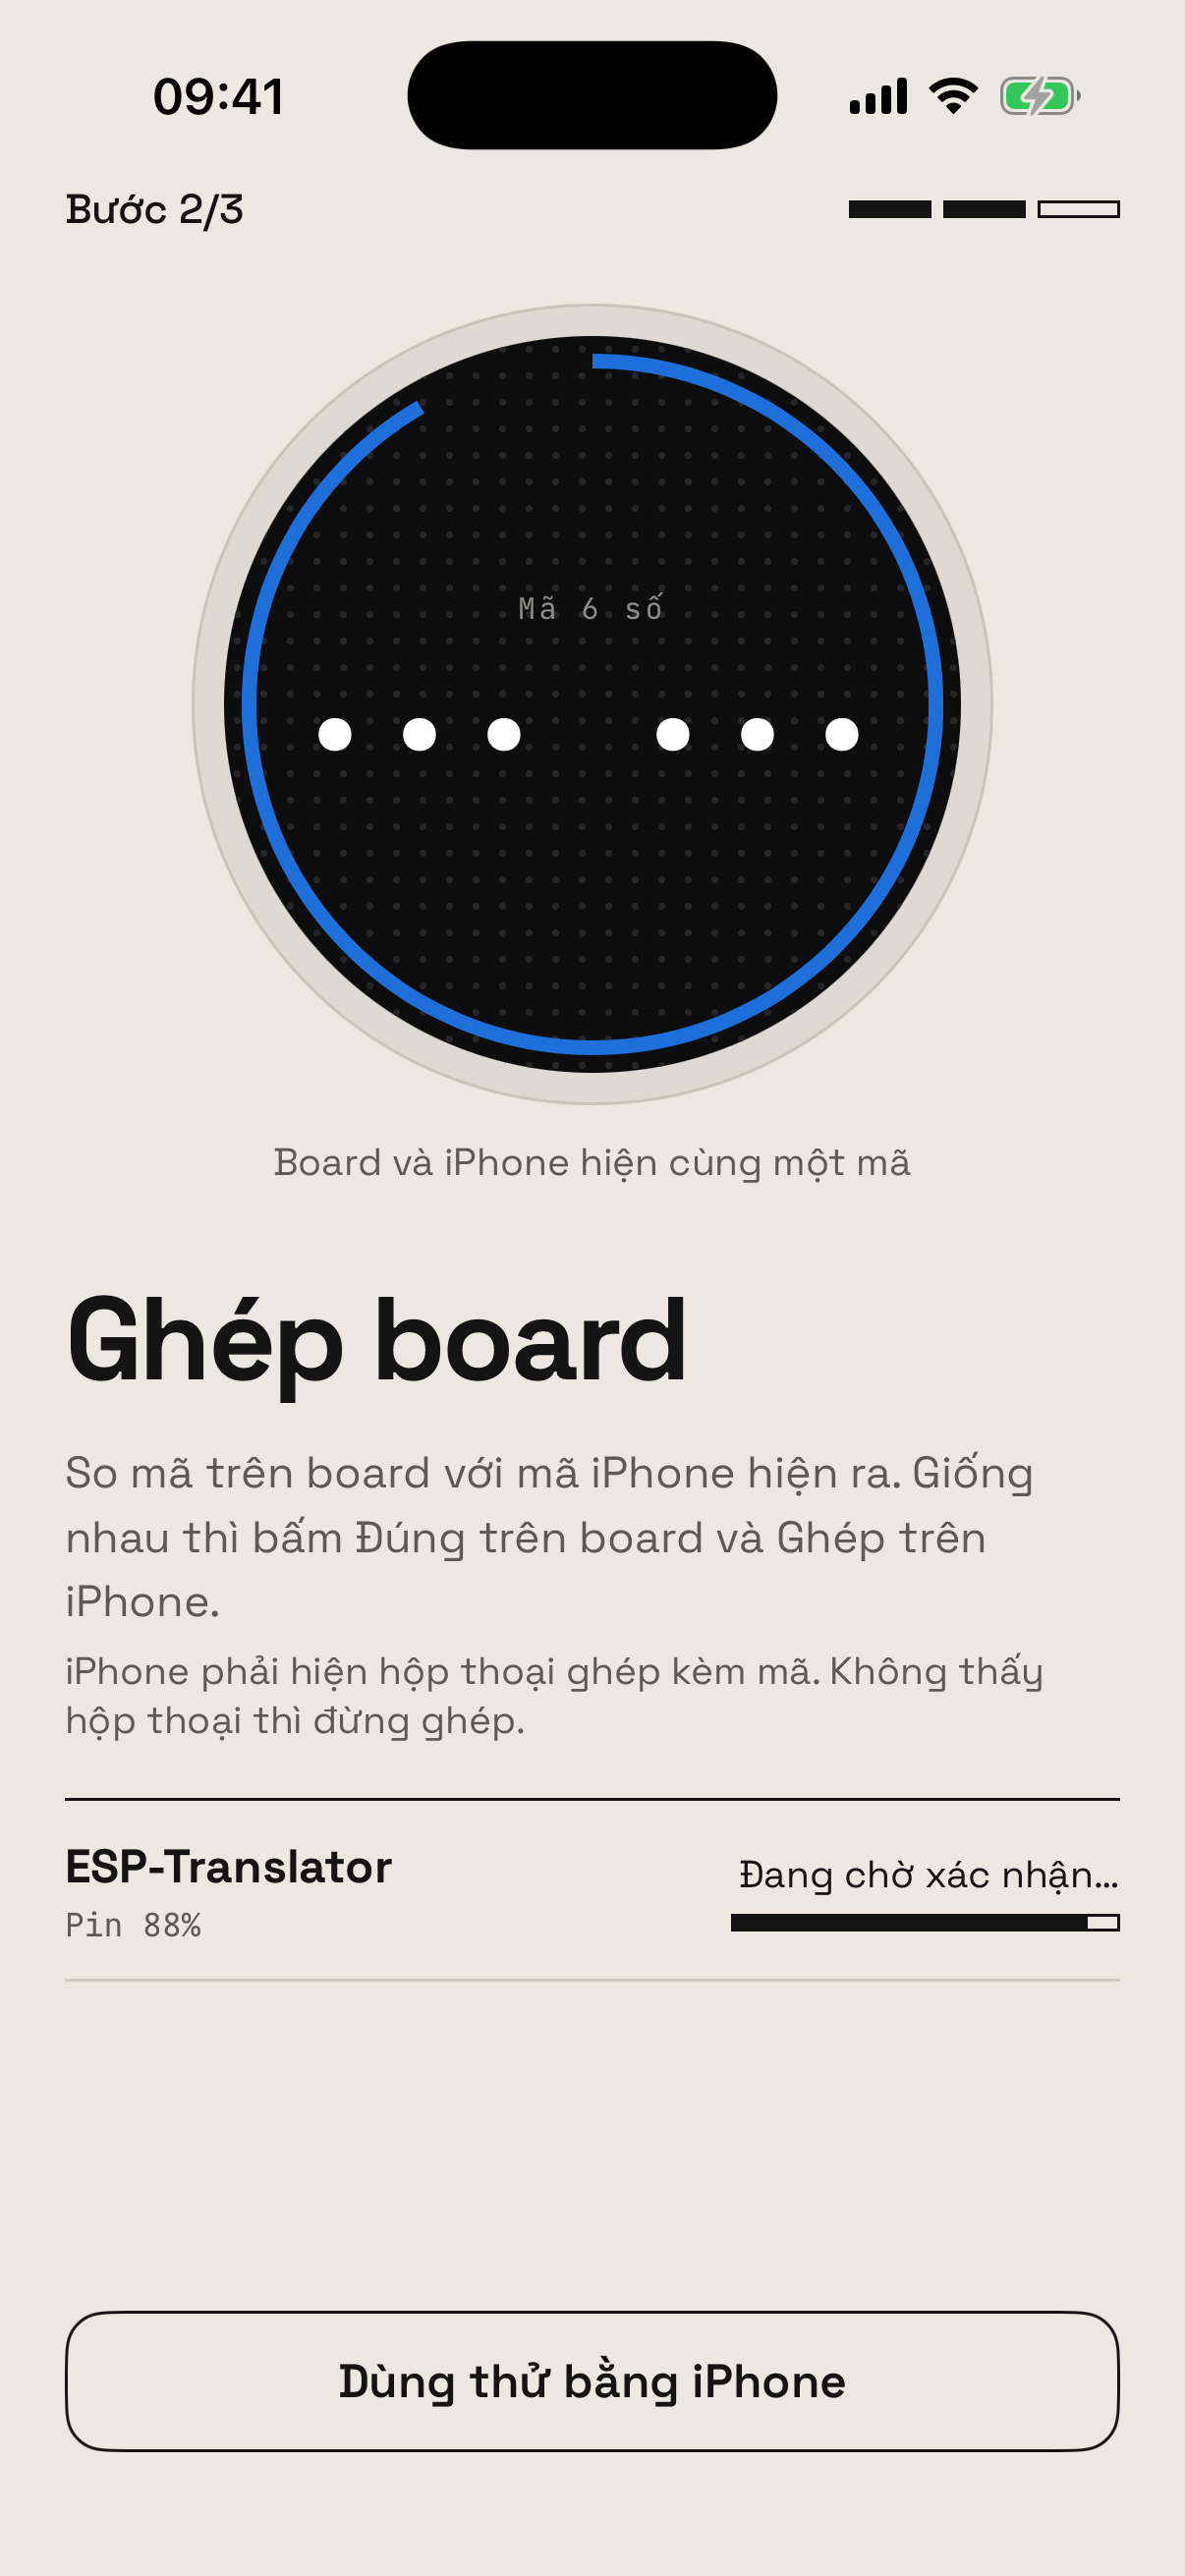 09:41
Bước 2/3
Mã 6 số
Board và iPhone hiện cùng một mã
Ghép board
So mã trên board với mã iPhone hiện ra. Giống
nhau thì bấm Đúng trên board và Ghép trên
iPhone.
iPhone phải hiện hộp thoại ghép kèm mã. Không thấy
hộp thoại thì đừng ghép.
ESP-Translator
Đang chờ xác nhận...
Pin 88%
Dùng thử bằng iPhone